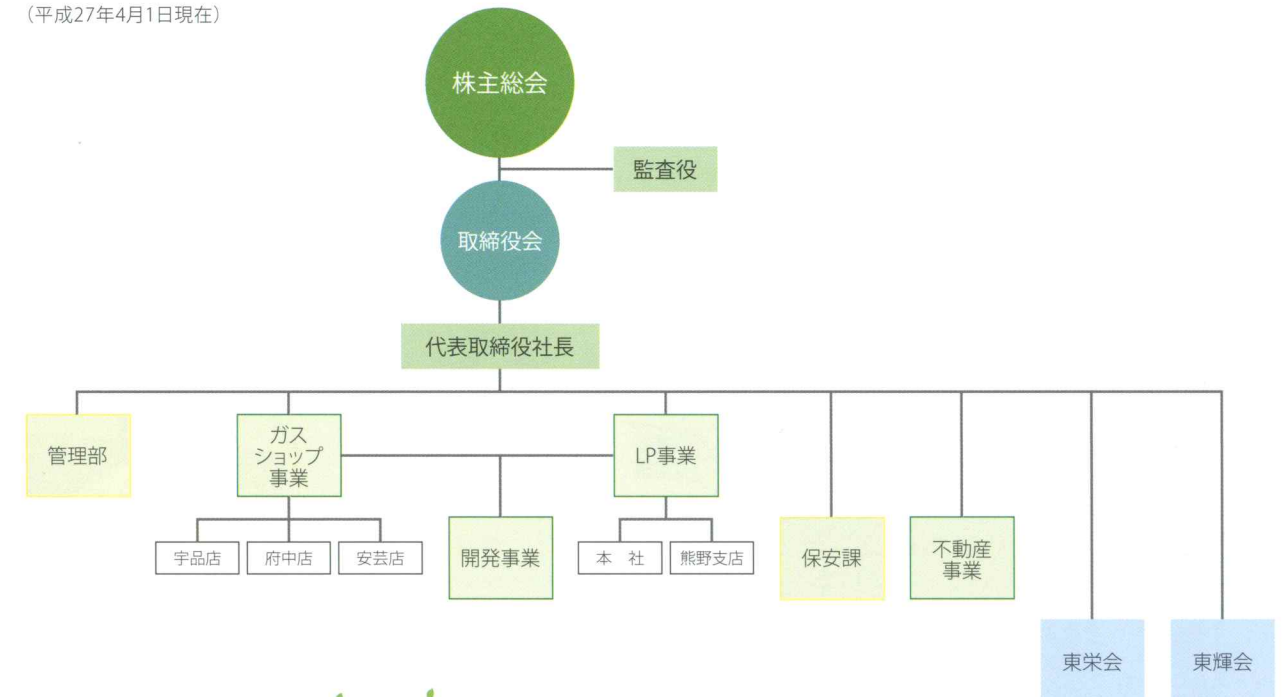 （平成27年4月1日現在）
株主総会
監査役
取締役会
代表取締役社長
管理部
ガス
ショップ
事業
LP事業
宇品店
府中店
安芸店
開発事業
本　社
熊野支店
保安課
不動産
事業
東栄会
東輝会